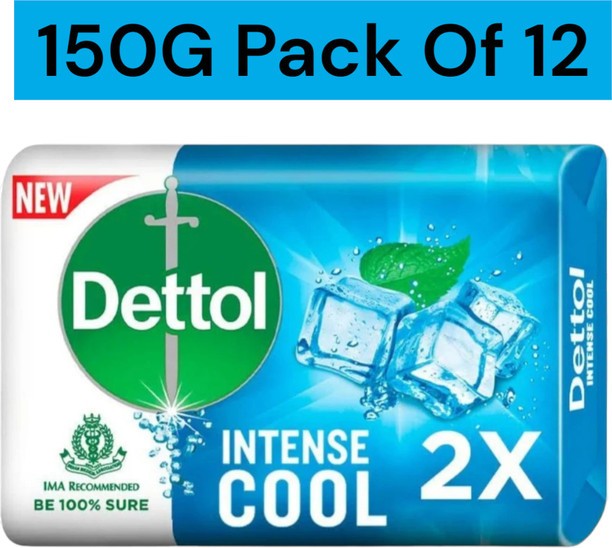 150G Pack Of 12
NEW
Dettol
INTENSE
COOL
2X
IMA RECOMMENDED
BE 100% SURE
Dettol
INTENSE COOL